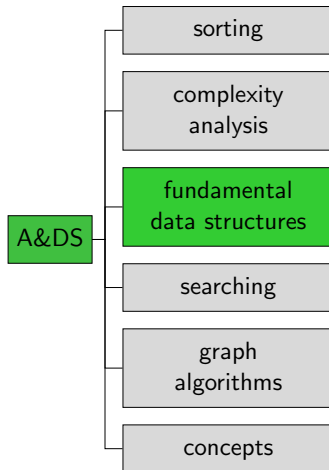 sorting
complexity
analysis
fundamental
data structures
A&DS
searching
graph
algorithms
concepts